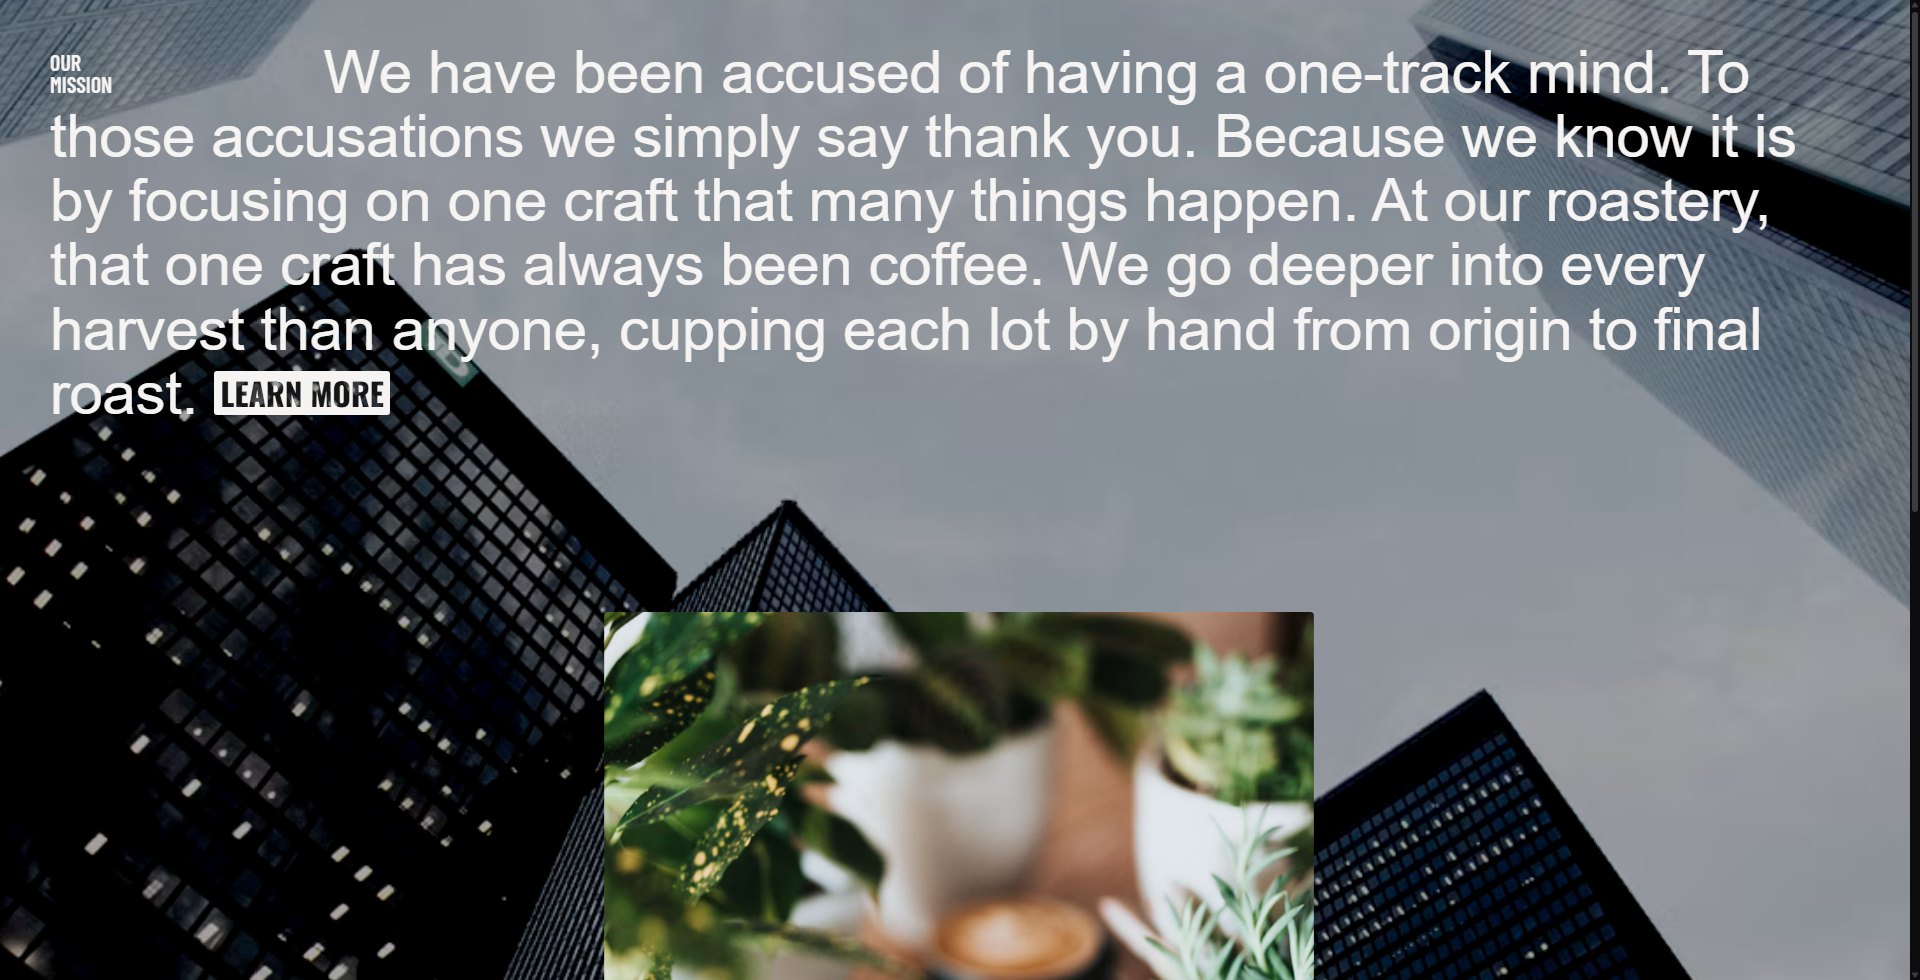 OUR
MISSION
We have been accused of having a one-track mind. To
those accusations we simply say thank you. Because we know it is
by focusing on one craft that many things happen. At our roastery,
that one craft has always been coffee. We go deeper into every
harvest than anyone, cupping each lot by hand from origin to final
roast. LEARN MORE